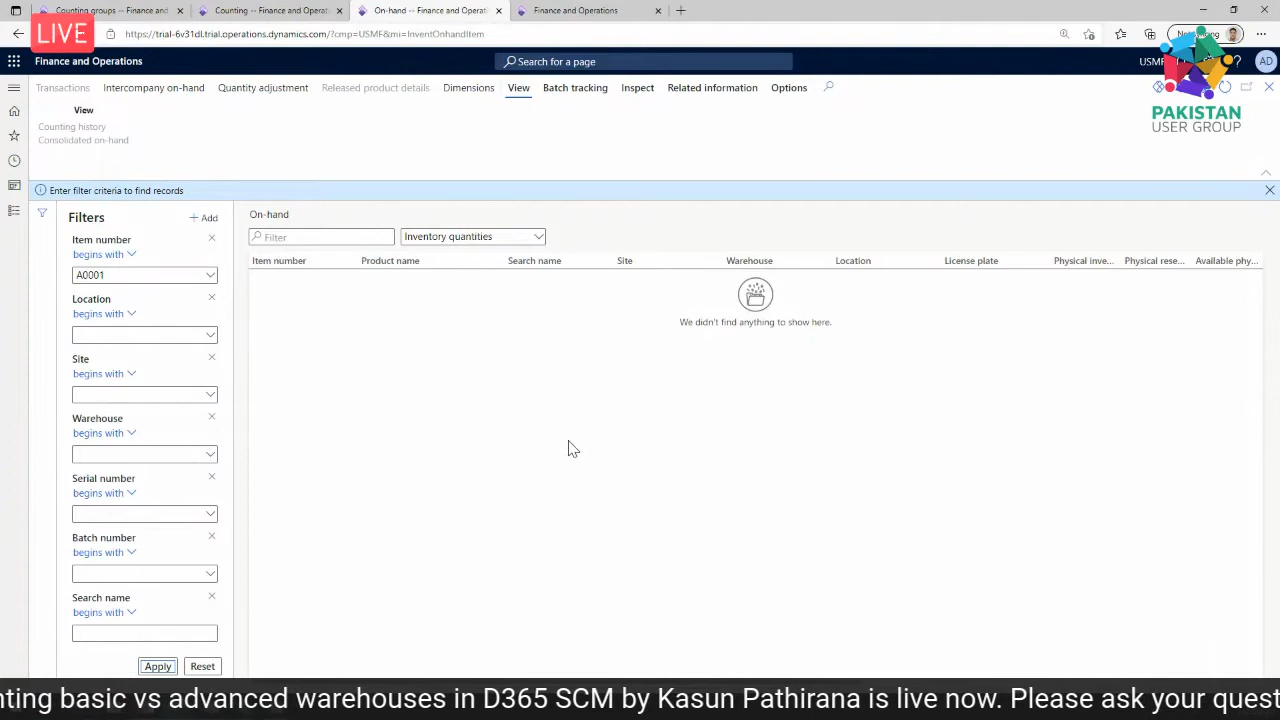 Counting groups -- Finance and
Counting -- Finance and Operati
On-hand -- Finance and Operati
Finance and Operations
LIVE
https://trial-6v31dl.trial.operations.dynamics.com/?cmp=USMF&mi=InventOnhandItem
Finance and Operations
Search for a page
USMF
?
AD
Transactions
Intercompany on-hand
Quantity adjustment
Released product details
Dimensions
View
Batch tracking
Inspect
Related information
Options
PAKISTAN
USER GROUP
View
Counting history
Consolidated on-hand
Enter filter criteria to find records
Filters
+ Add
Item number
begins with
A0001
Location
begins with
Site
begins with
Warehouse
begins with
Serial number
begins with
Batch number
begins with
Search name
begins with
Apply
Reset
On-hand
Filter
Inventory quantities
Item number
Product name
Search name
Site
Warehouse
Location
License plate
Physical inve...
Physical rese...
Available phy...
We didn't find anything to show here.
nting basic vs advanced warehouses in D365 SCM by Kasun Pathirana is live now. Please ask your quest